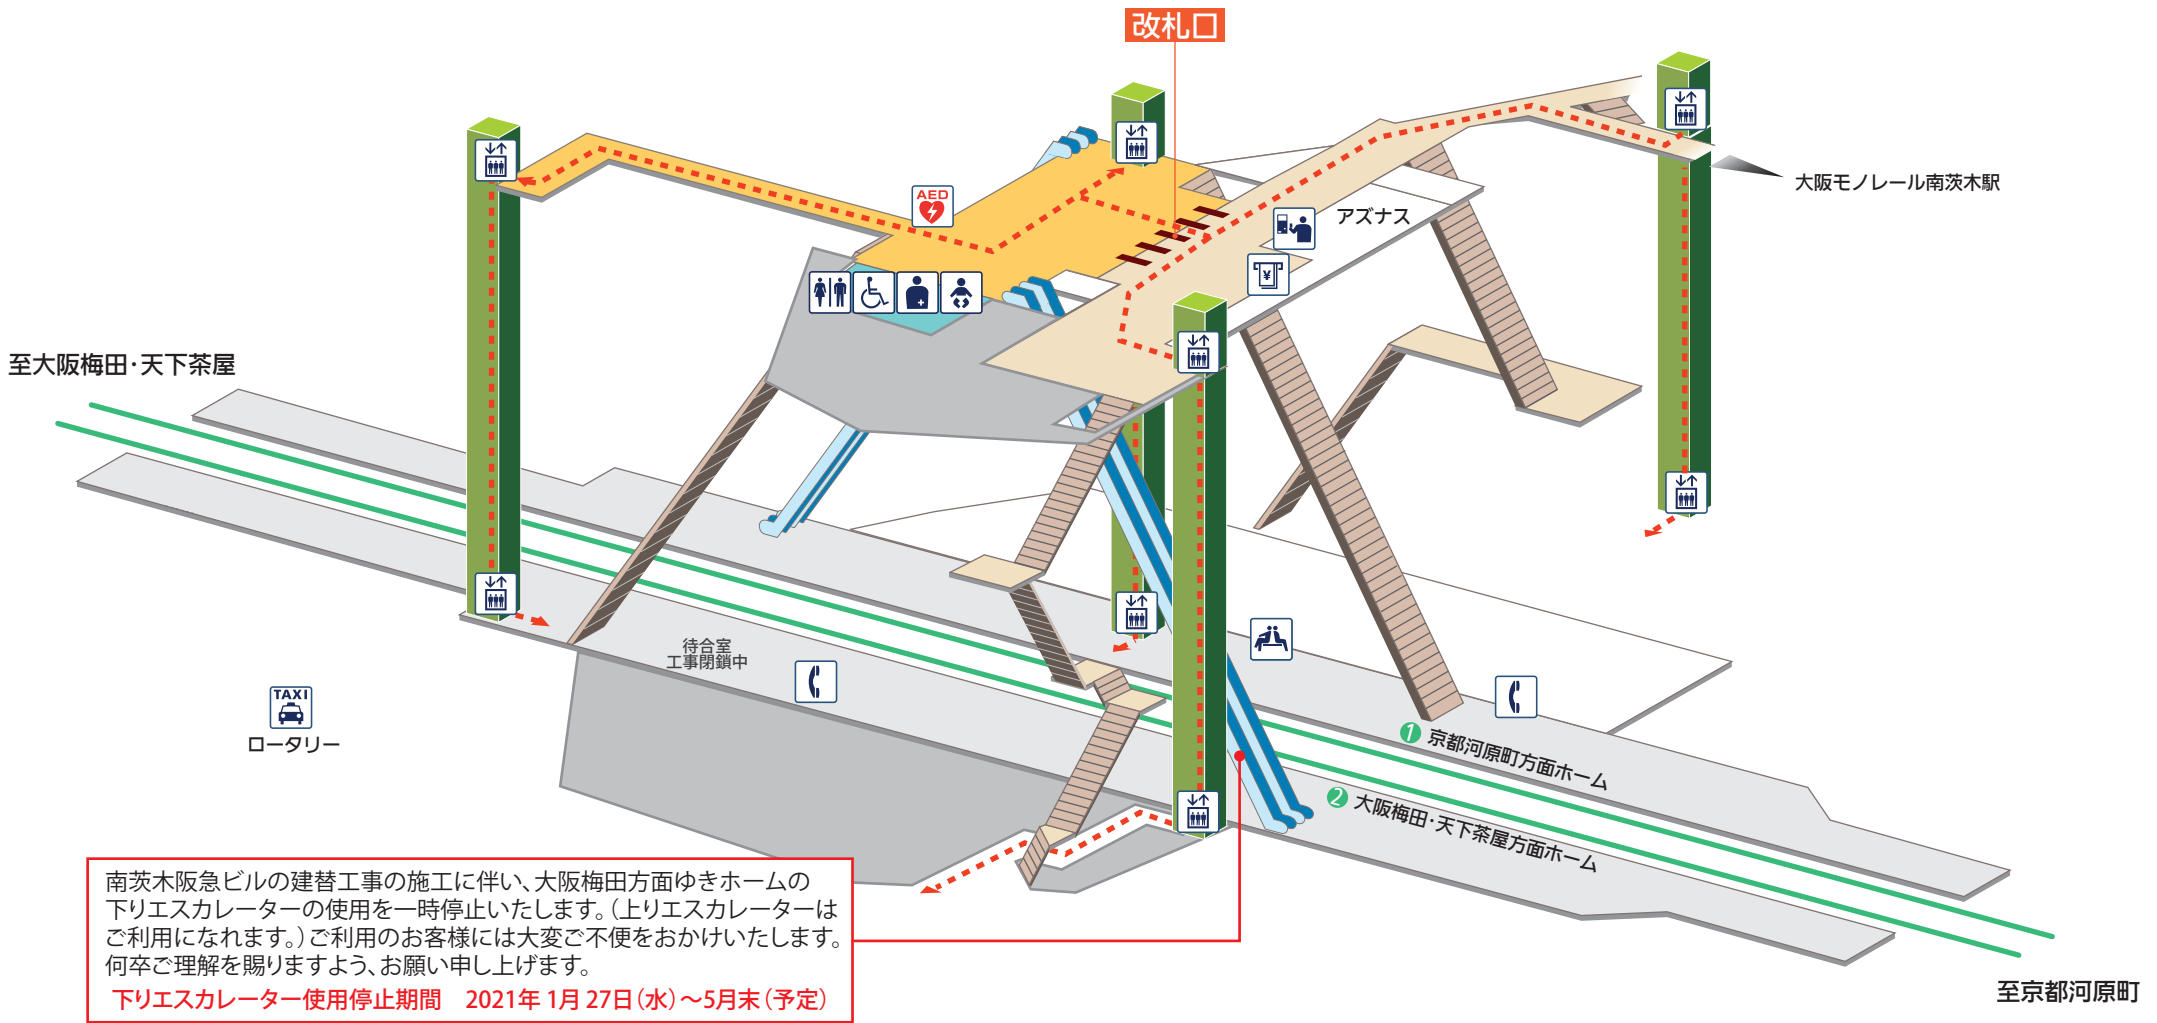 改札口
大阪モノレール南茨木駅
AED
アズナス
¥
至大阪梅田・天下茶屋
待合室
工事閉鎖中
TAXI
ロータリー
1 京都河原町方面ホーム
2 大阪梅田・天下茶屋方面ホーム
南茨木阪急ビルの建替工事の施工に伴い、大阪梅田方面ゆきホームの
下りエスカレーターの使用を一時停止いたします。（上りエスカレーターは
ご利用になれます。）ご利用のお客様には大変ご不便をおかけいたします。
何卒ご理解を賜りますよう、お願い申し上げます。
下りエスカレーター使用停止期間　2021年 1月 27日（水）～5月末（予定）
至京都河原町